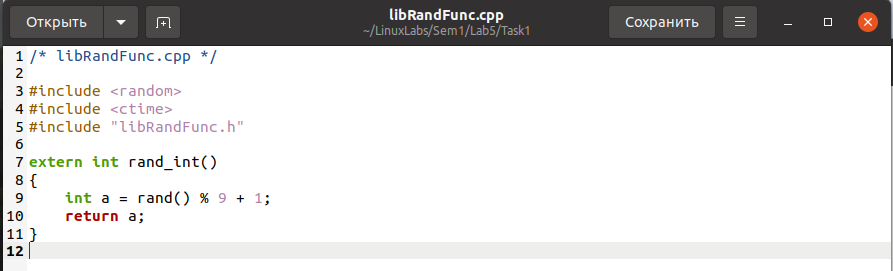 Открыть
libRandFunc.cpp
~/LinuxLabs/Sem1/Lab5/Task1
Сохранить
1 /* libRandFunc.cpp */
2
3 #include <random>
4 #include <ctime>
5 #include "libRandFunc.h"
6
7 extern int rand_int()
8 {
9     int a = rand() % 9 + 1;
10     return a;
11 }
12